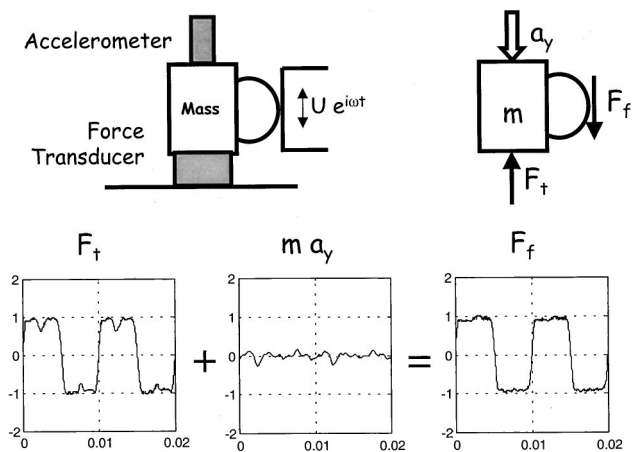 Accelerometer
Mass
Force
Transducer
U e^iωt
a_y
m
F_f
F_t
F_t
m a_y
F_f
2
1
0
-1
-2
0
0.01
0.02
+
2
1
0
-1
-2
0
0.01
0.02
=
2
1
0
-1
-2
0
0.01
0.02